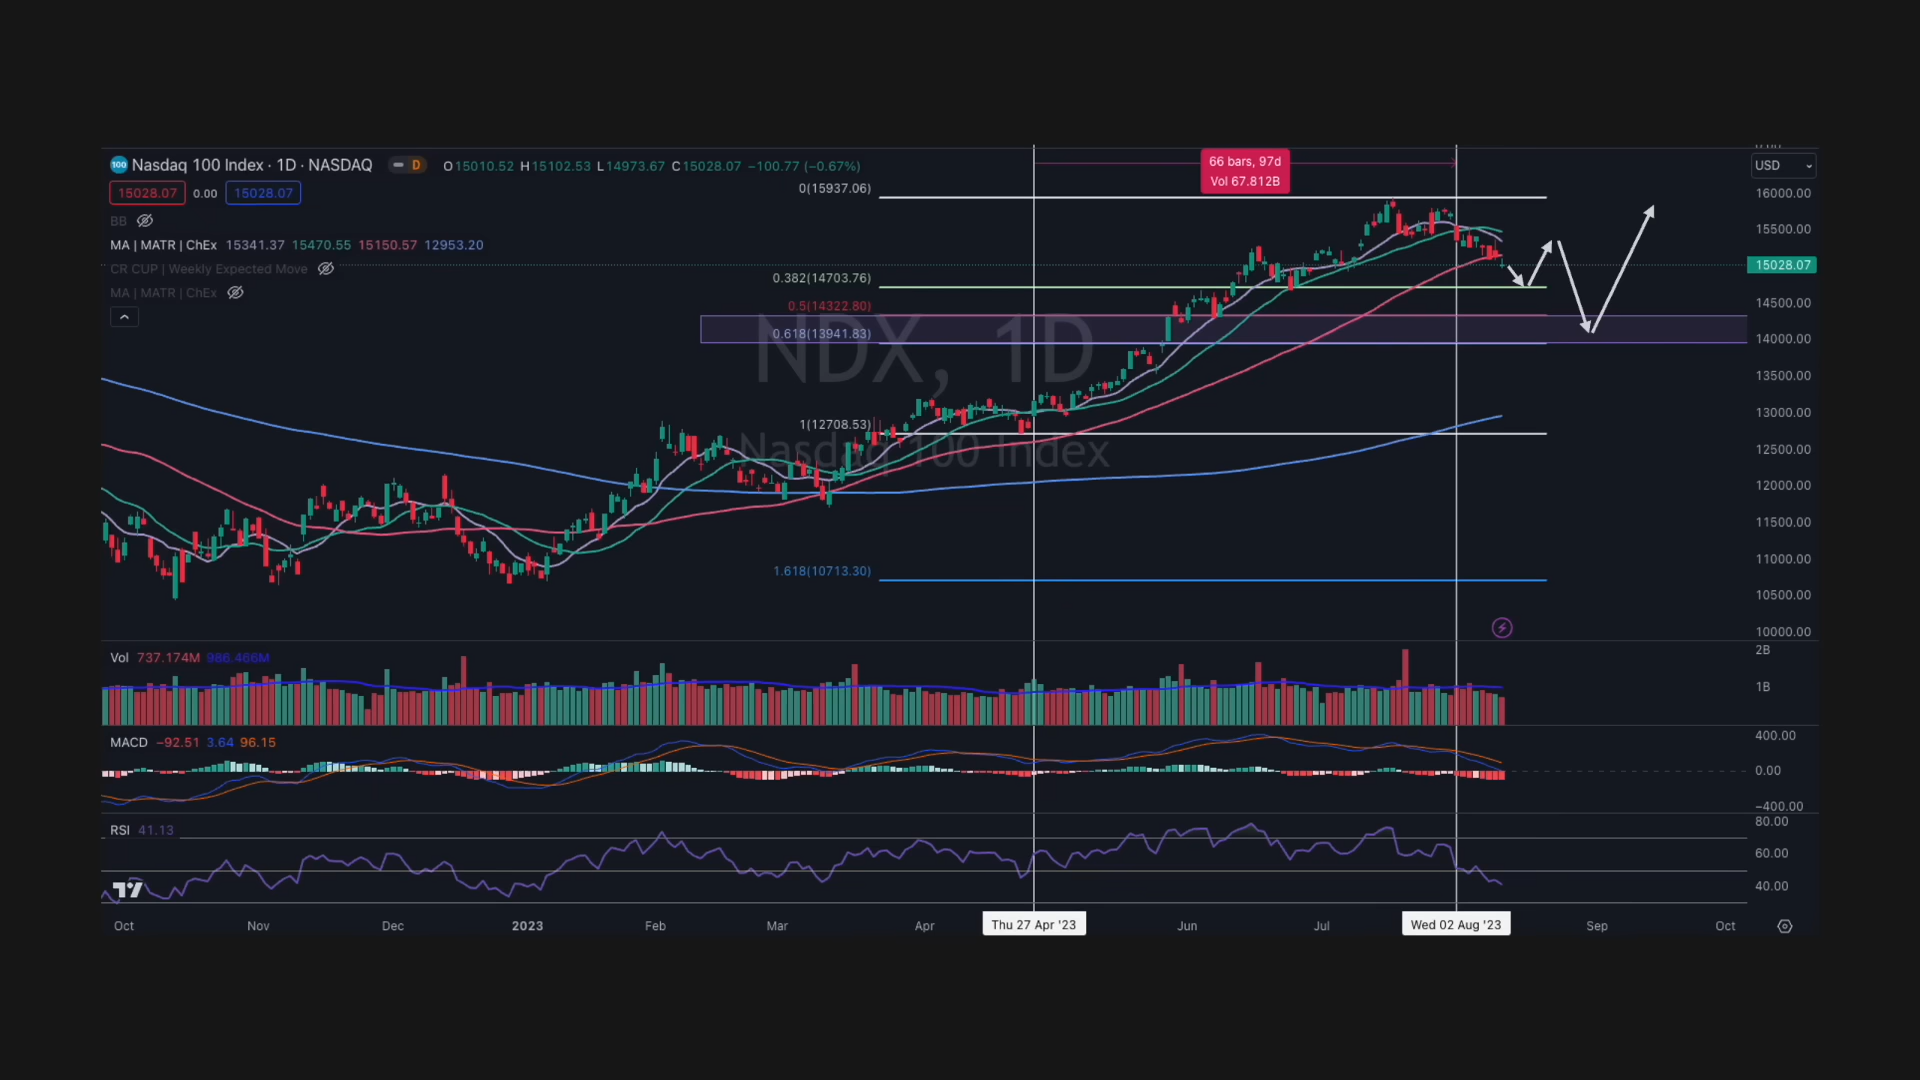 Nasdaq 100 Index · 1D · NASDAQ
D
O15010.52 H15102.53 L14973.67 C15028.07 −100.77 (−0.67%)
15028.07 0.00 15028.07
BB
MA | MATR | ChEx 15341.37 15470.55 15150.57 12953.20
CR CUP | Weekly Expected Move
MA | MATR | ChEx
66 bars, 97d
Vol 67.812B
USD
0(15937.06)
0.382(14703.76)
0.5(14322.80)
0.618(13941.83)
1(12708.53)
1.618(10713.30)
NDX, 1D
Nasdaq 100 Index
16000.00
15500.00
15028.07
14500.00
14000.00
13500.00
13000.00
12500.00
12000.00
11500.00
11000.00
10500.00
10000.00
Vol 737.174M 986.466M
2B
1B
MACD −92.51 3.64 96.15
400.00
0.00
−400.00
RSI 41.13
80.00
60.00
40.00
Oct Nov Dec 2023 Feb Mar Apr Thu 27 Apr '23 Jun Jul Wed 02 Aug '23 Sep Oct